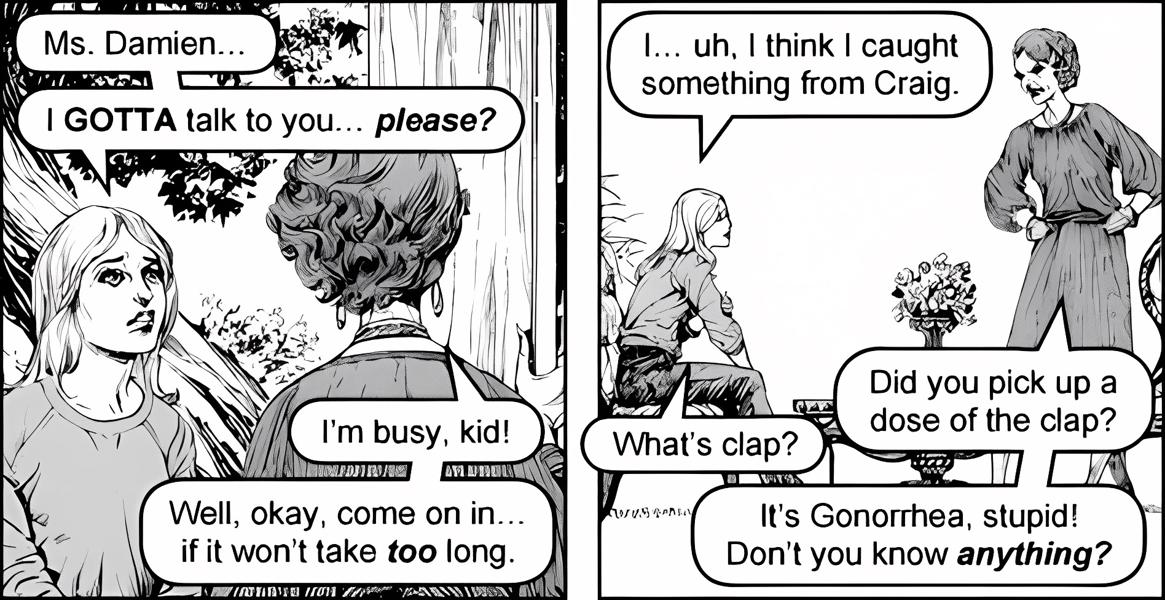 Ms. Damien...
I GOTTA talk to you... please?
I'm busy, kid!
Well, okay, come on in...
if it won't take too long.
I... uh, I think I caught
something from Craig.
Did you pick up a
dose of the clap?
What's clap?
It's Gonorrhea, stupid!
Don't you know anything?